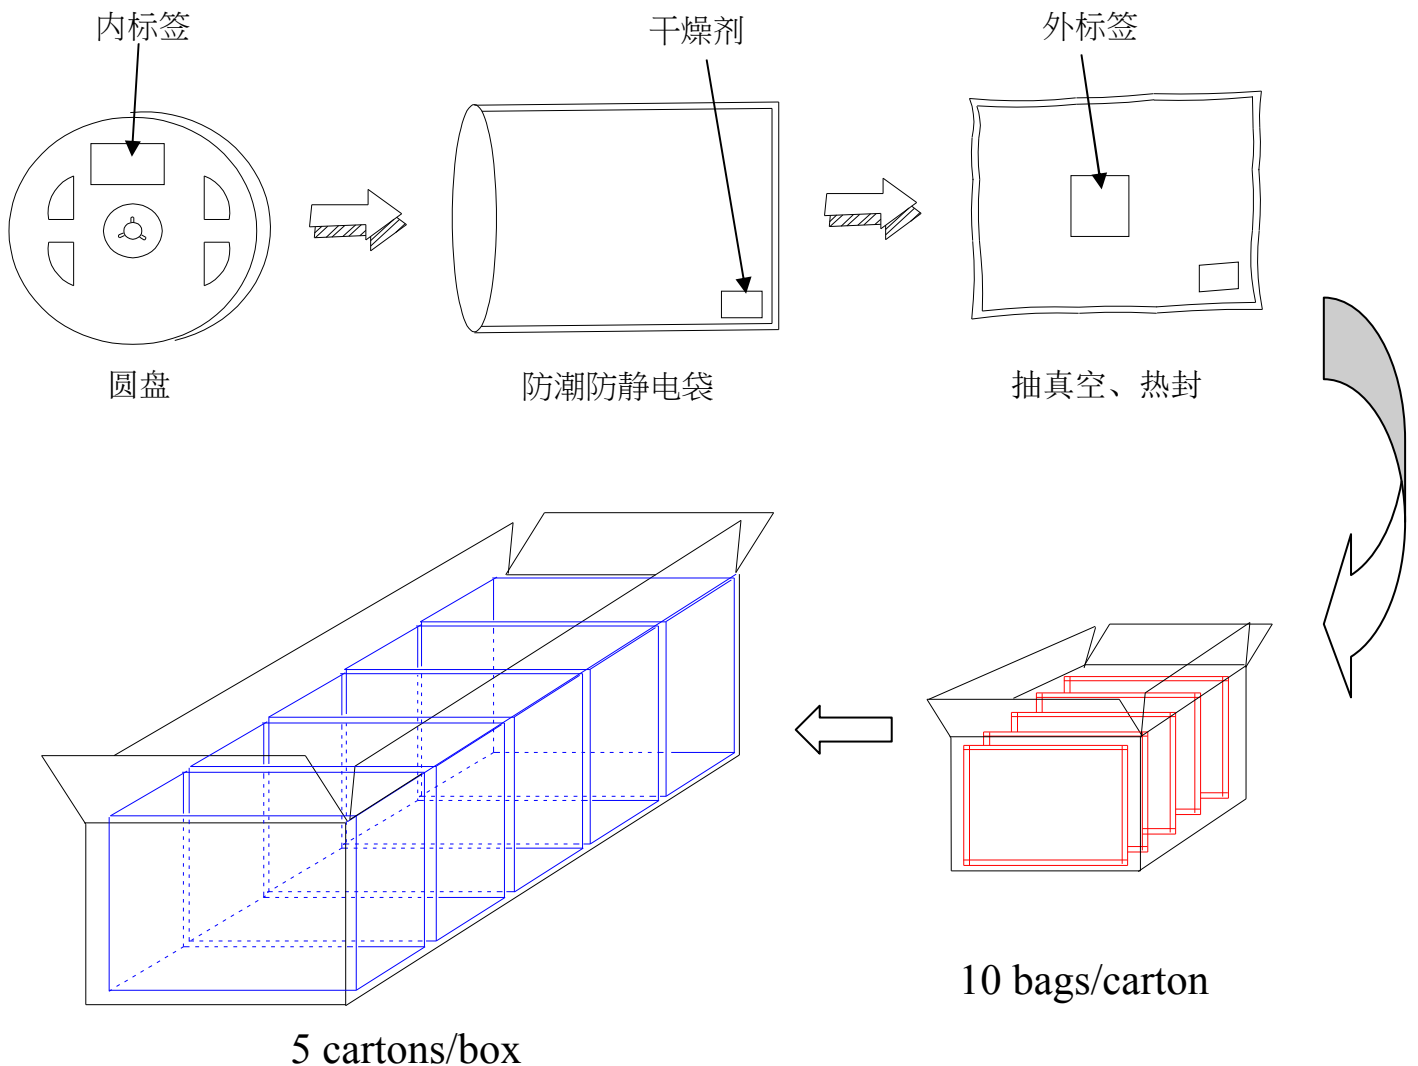 内标签
干燥剂
外标签
圆盘
防潮防静电袋
抽真空、热封
10 bags/carton
5 cartons/box